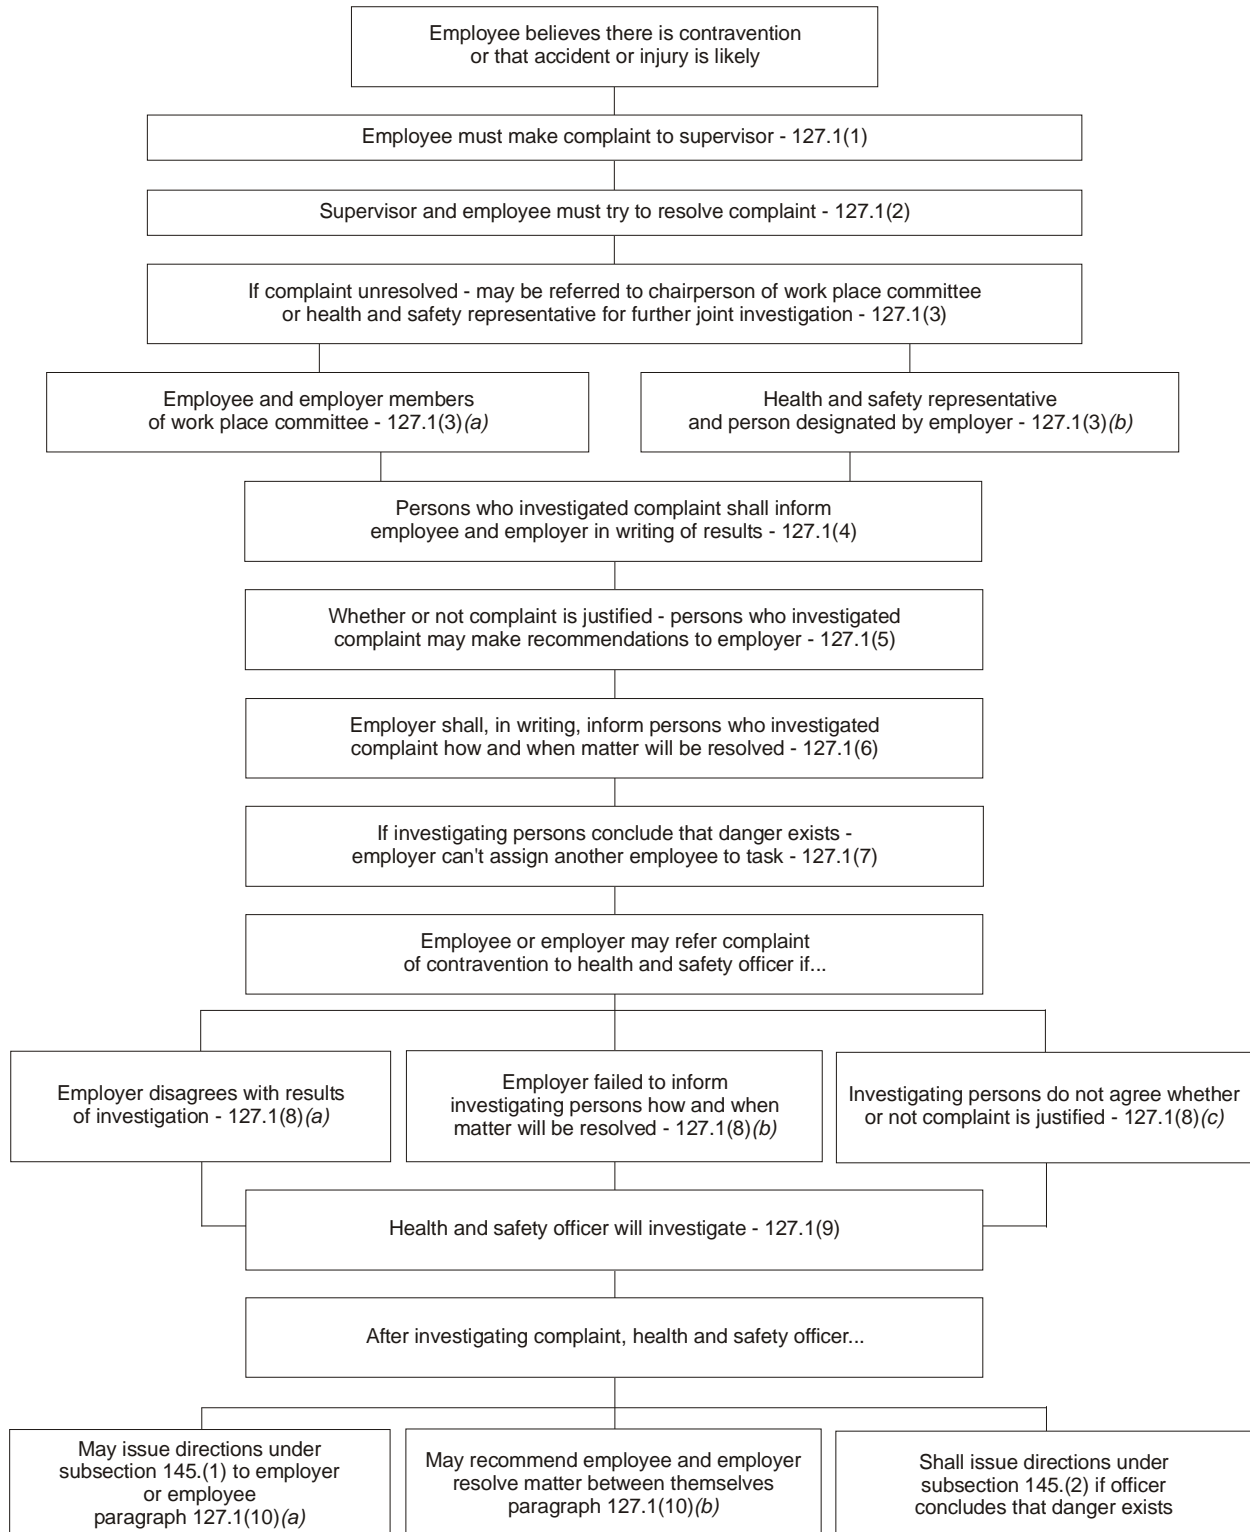 Employee believes there is contravention
or that accident or injury is likely
Employee must make complaint to supervisor - 127.1(1)
Supervisor and employee must try to resolve complaint - 127.1(2)
If complaint unresolved - may be referred to chairperson of work place committee
or health and safety representative for further joint investigation - 127.1(3)
Employee and employer members
of work place committee - 127.1(3)(a)
Health and safety representative
and person designated by employer - 127.1(3)(b)
Persons who investigated complaint shall inform
employee and employer in writing of results - 127.1(4)
Whether or not complaint is justified - persons who investigated
complaint may make recommendations to employer - 127.1(5)
Employer shall, in writing, inform persons who investigated
complaint how and when matter will be resolved - 127.1(6)
If investigating persons conclude that danger exists -
employer can't assign another employee to task - 127.1(7)
Employee or employer may refer complaint
of contravention to health and safety officer if...
Employer disagrees with results
of investigation - 127.1(8)(a)
Employer failed to inform
investigating persons how and when
matter will be resolved - 127.1(8)(b)
Investigating persons do not agree whether
or not complaint is justified - 127.1(8)(c)
Health and safety officer will investigate - 127.1(9)
After investigating complaint, health and safety officer...
May issue directions under
subsection 145.(1) to employer
or employee
paragraph 127.1(10)(a)
May recommend employee and employer
resolve matter between themselves
paragraph 127.1(10)(b)
Shall issue directions under
subsection 145.(2) if officer
concludes that danger exists